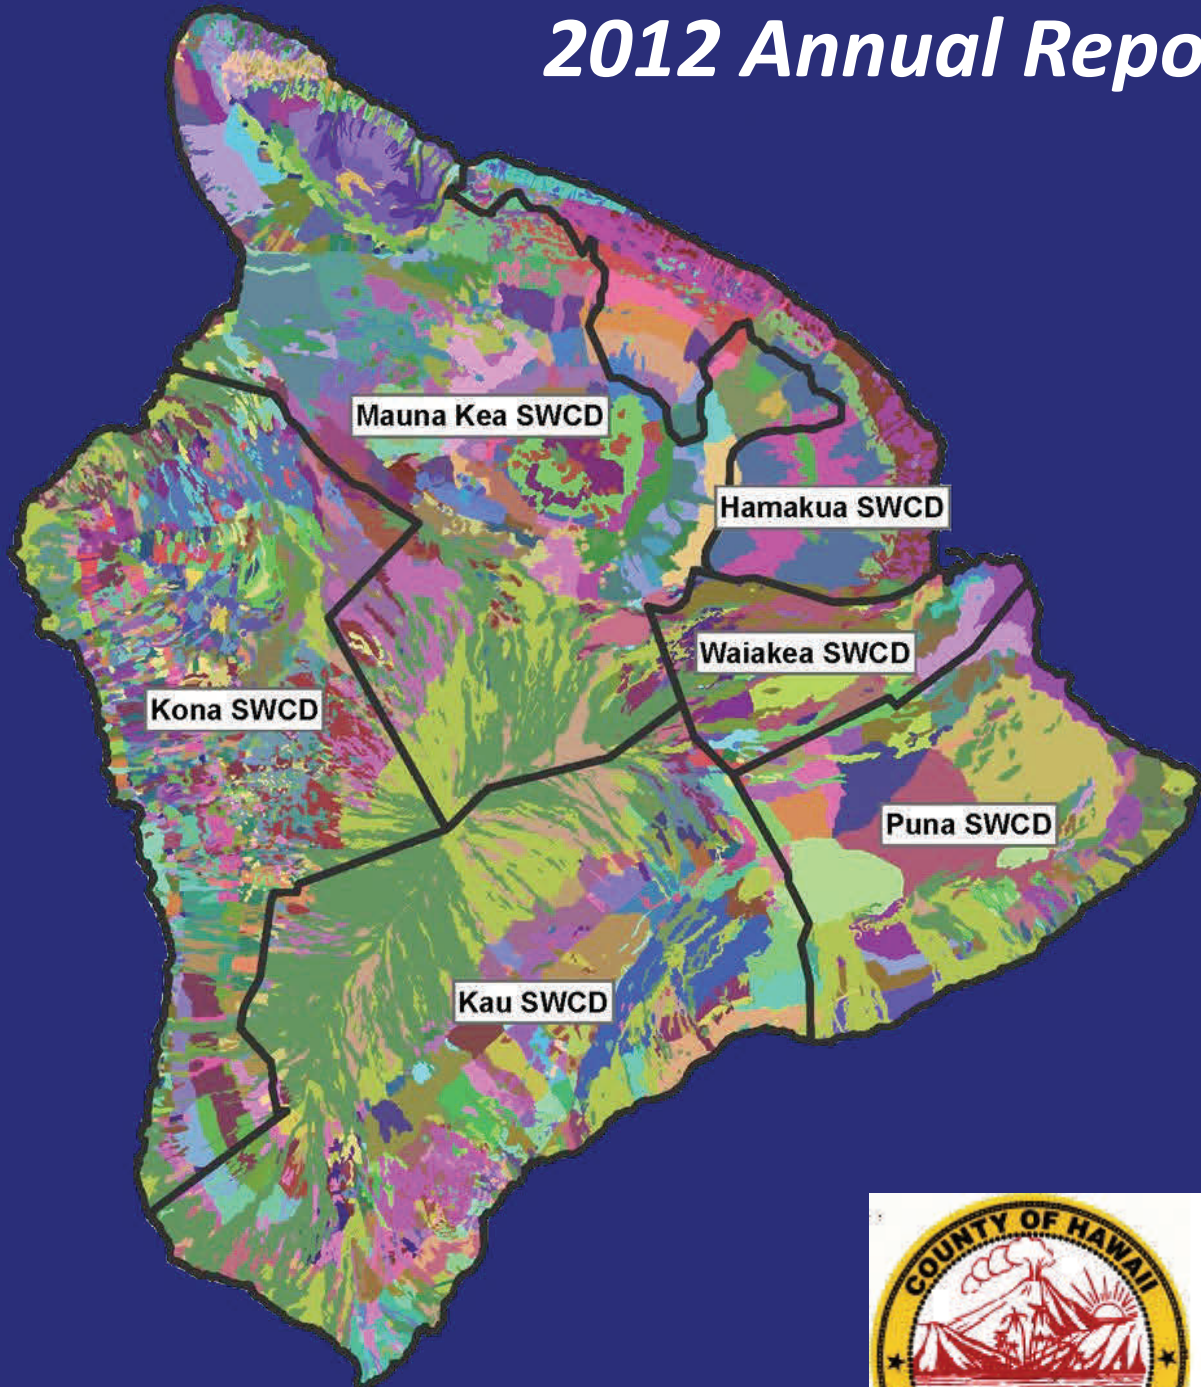 2012 Annual Repo
Mauna Kea SWCD
Hamakua SWCD
Waiakea SWCD
Kona SWCD
Puna SWCD
Kau SWCD
COUNTY OF HAWAII